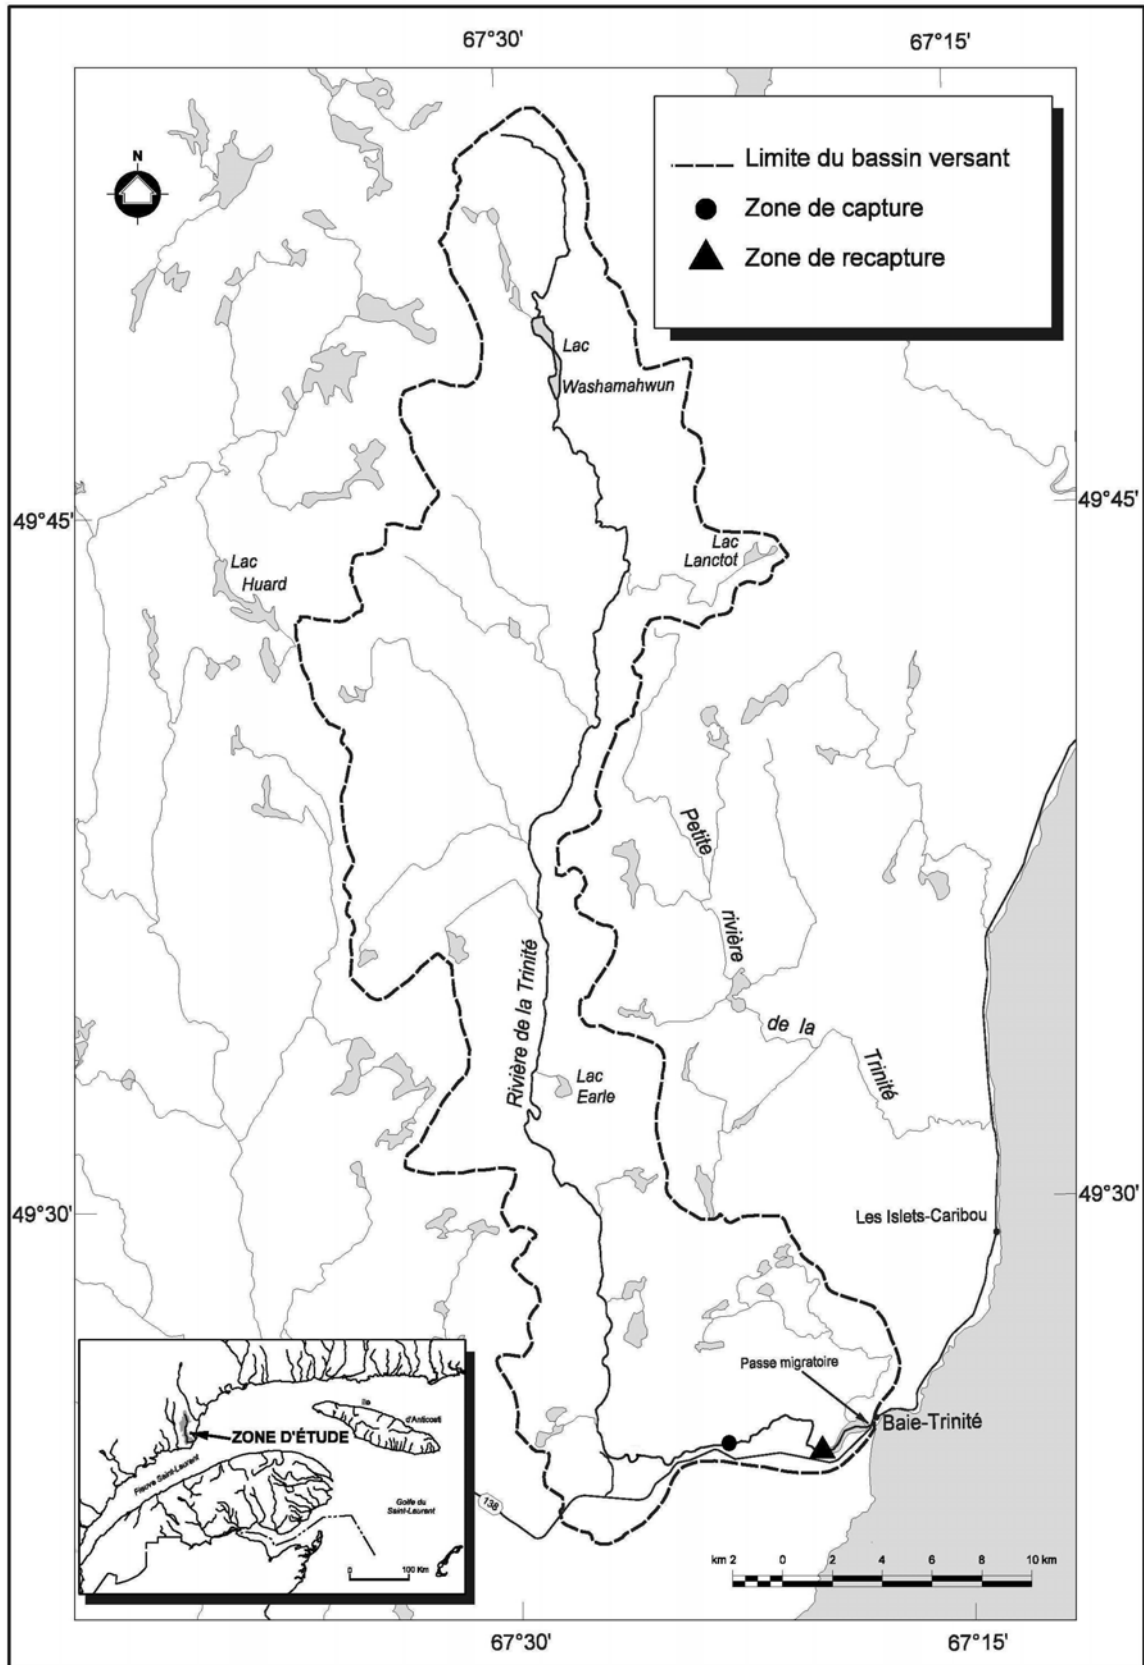 67°30'
67°15'
N
Limite du bassin versant
Zone de capture
Zone de recapture
Lac
Washamahwun
49°45'
49°45'
Lac
Lanctot
Lac
Huard
Petite
rivière
de la
Trinité
Rivière de la Trinité
Lac
Earle
49°30'
49°30'
Les Islets-Caribou
Passe migratoire
Baie-Trinité
138
Ile
d'Anticosti
ZONE D'ÉTUDE
Fleuve Saint-Laurent
Golfe du
Saint-Laurent
0 100 Km
km 2 0 2 4 6 8 10 km
67°30'
67°15'